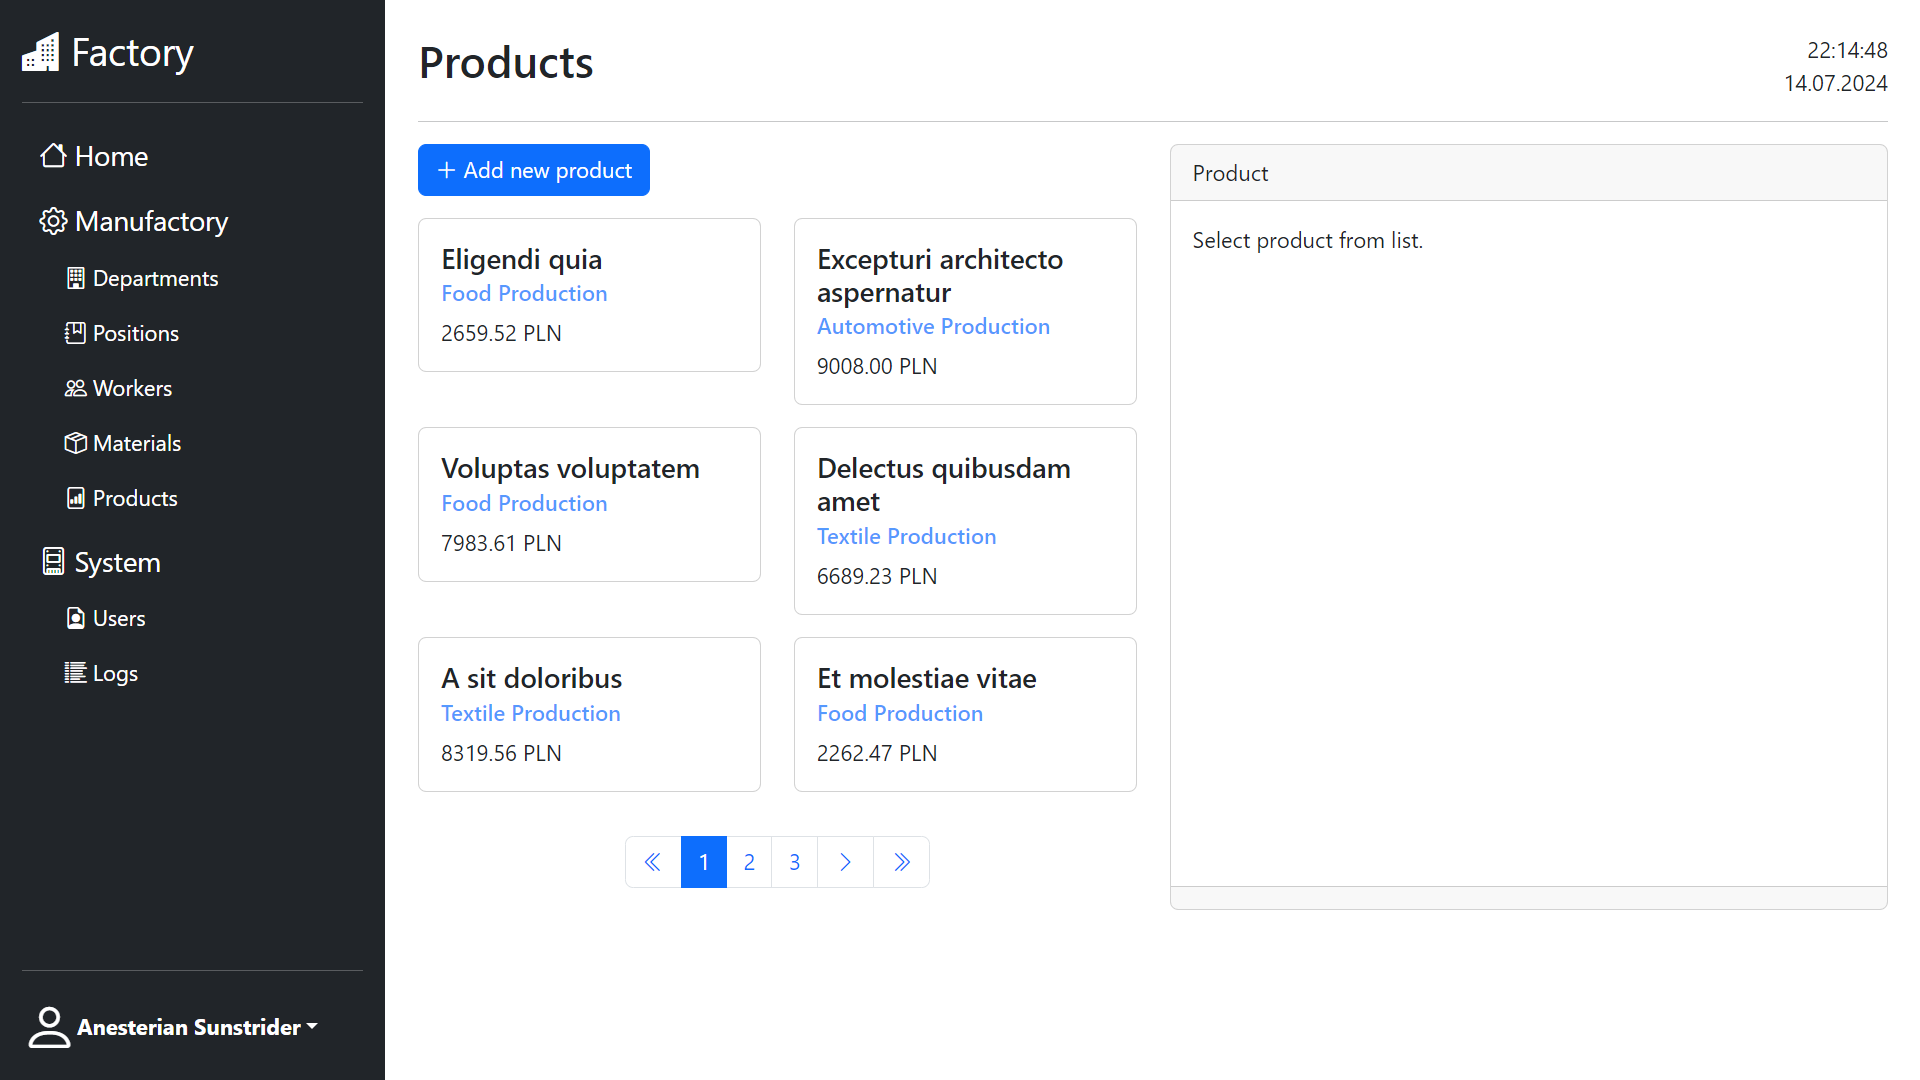 Factory
Home
Manufactory
Departments
Positions
Workers
Materials
Products
System
Users
Logs
Anesterian Sunstrider
Products
22:14:48
14.07.2024
+ Add new product
Eligendi quia
Food Production
2659.52 PLN
Excepturi architecto
aspernatur
Automotive Production
9008.00 PLN
Voluptas voluptatem
Food Production
7983.61 PLN
Delectus quibusdam
amet
Textile Production
6689.23 PLN
A sit doloribus
Textile Production
8319.56 PLN
Et molestiae vitae
Food Production
2262.47 PLN
« 1 2 3 > »
Product
Select product from list.